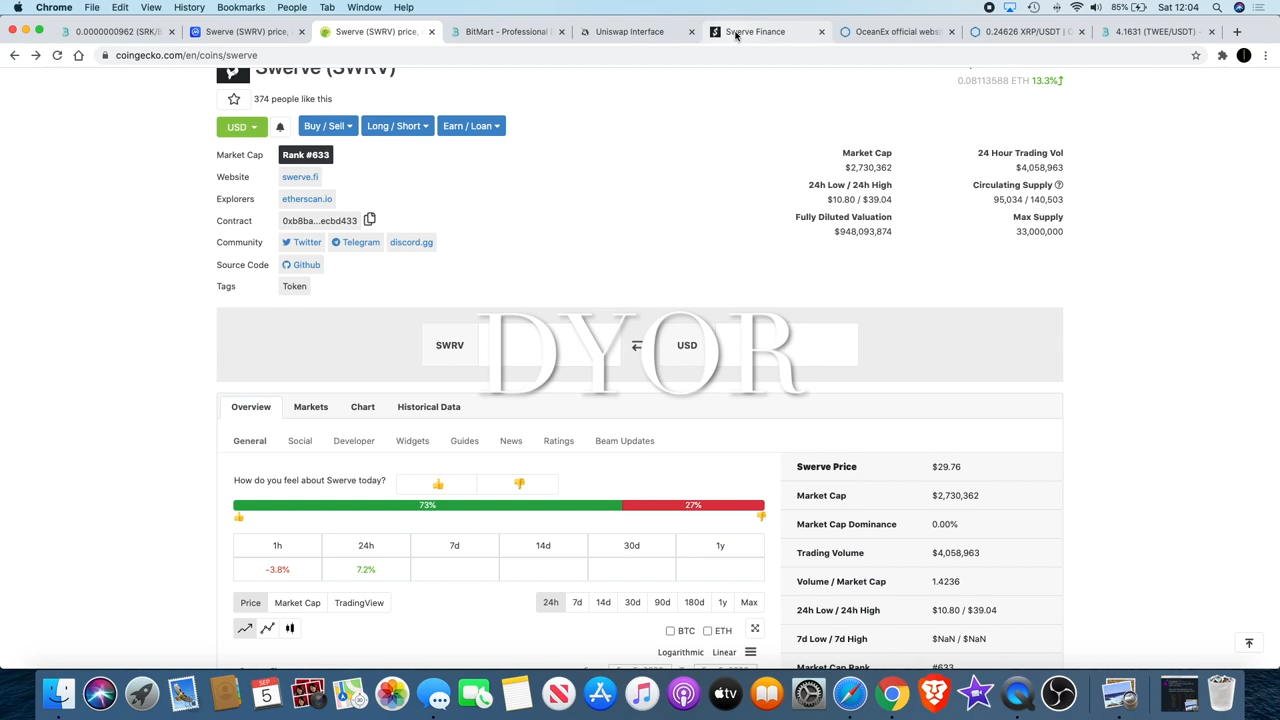 Chrome File Edit View History Bookmarks People Tab Window Help 85% Sat 12:04
0.0000000962 (SRK/B Swerve (SWRV) price, Swerve (SWRV) price, BitMart - Professional Uniswap Interface Swerve Finance OceanEx official websi 0.24626 XRP/USDT | C 4.1631 (TWEE/USDT) -
coingecko.com/en/coins/swerve
Swerve (SWRV)
0.08113588 ETH 13.3%
374 people like this
USD Buy / Sell Long / Short Earn / Loan
Market Cap Rank #633
Website swerve.fi
Explorers etherscan.io
Contract 0xb8ba...ecbd433
Community Twitter Telegram discord.gg
Source Code Github
Tags Token
Market Cap 24 Hour Trading Vol
$2,730,362 $4,058,963
24h Low / 24h High Circulating Supply
$10.80 / $39.04 95,034 / 140,503
Fully Diluted Valuation Max Supply
$948,093,874 33,000,000
SWRV USD
DYOR
Overview Markets Chart Historical Data
General Social Developer Widgets Guides News Ratings Beam Updates
How do you feel about Swerve today?
73% 27%
1h 24h 7d 14d 30d 1y
-3.8% 7.2%
Price Market Cap TradingView 24h 7d 14d 30d 90d 180d 1y Max
BTC ETH
Logarithmic Linear
Swerve Price $29.76
Market Cap $2,730,362
Market Cap Dominance 0.00%
Trading Volume $4,058,963
Volume / Market Cap 1.4236
24h Low / 24h High $10.80 / $39.04
7d Low / 7d High $NaN / $NaN
Market Cap Rank #633
SEP
5
tv